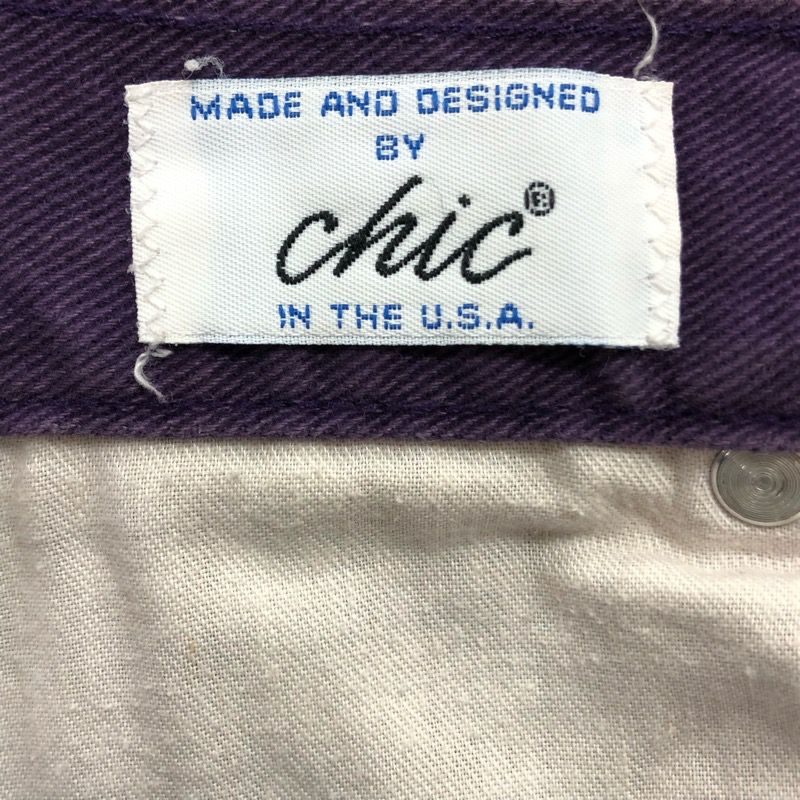 MADE AND DESIGNED
BY
chic®
IN THE U.S.A.